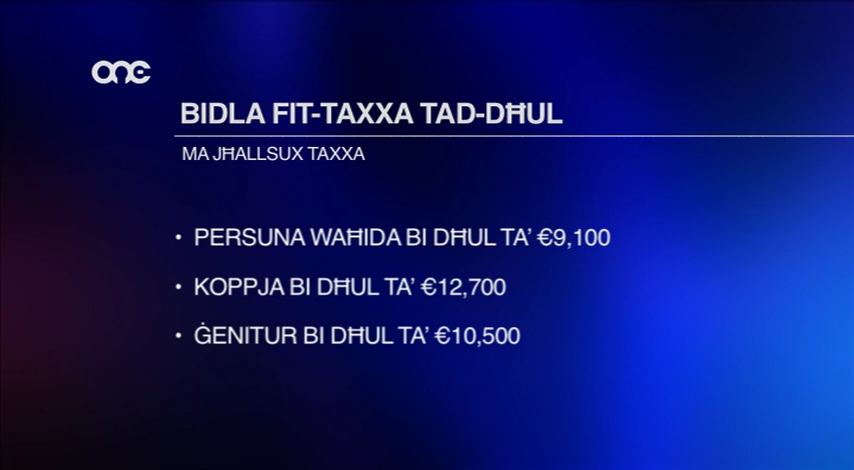 one
BIDLA FIT-TAXXA TAD-DĦUL
MA JĦALLSUX TAXXA
• PERSUNA WAĦIDA BI DĦUL TA’ €9,100
• KOPPJA BI DĦUL TA’ €12,700
• ĠENITUR BI DĦUL TA’ €10,500